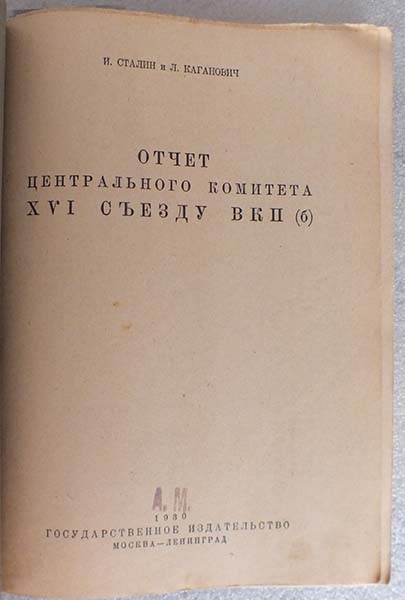 И. СТАЛИН и Л. КАГАНОВИЧ
ОТЧЕТ
ЦЕНТРАЛЬНОГО КОМИТЕТА
XVI СЪЕЗДУ ВКП (б)
А. М.
1930
ГОСУДАРСТВЕННОЕ ИЗДАТЕЛЬСТВО
МОСКВА—ЛЕНИНГРАД